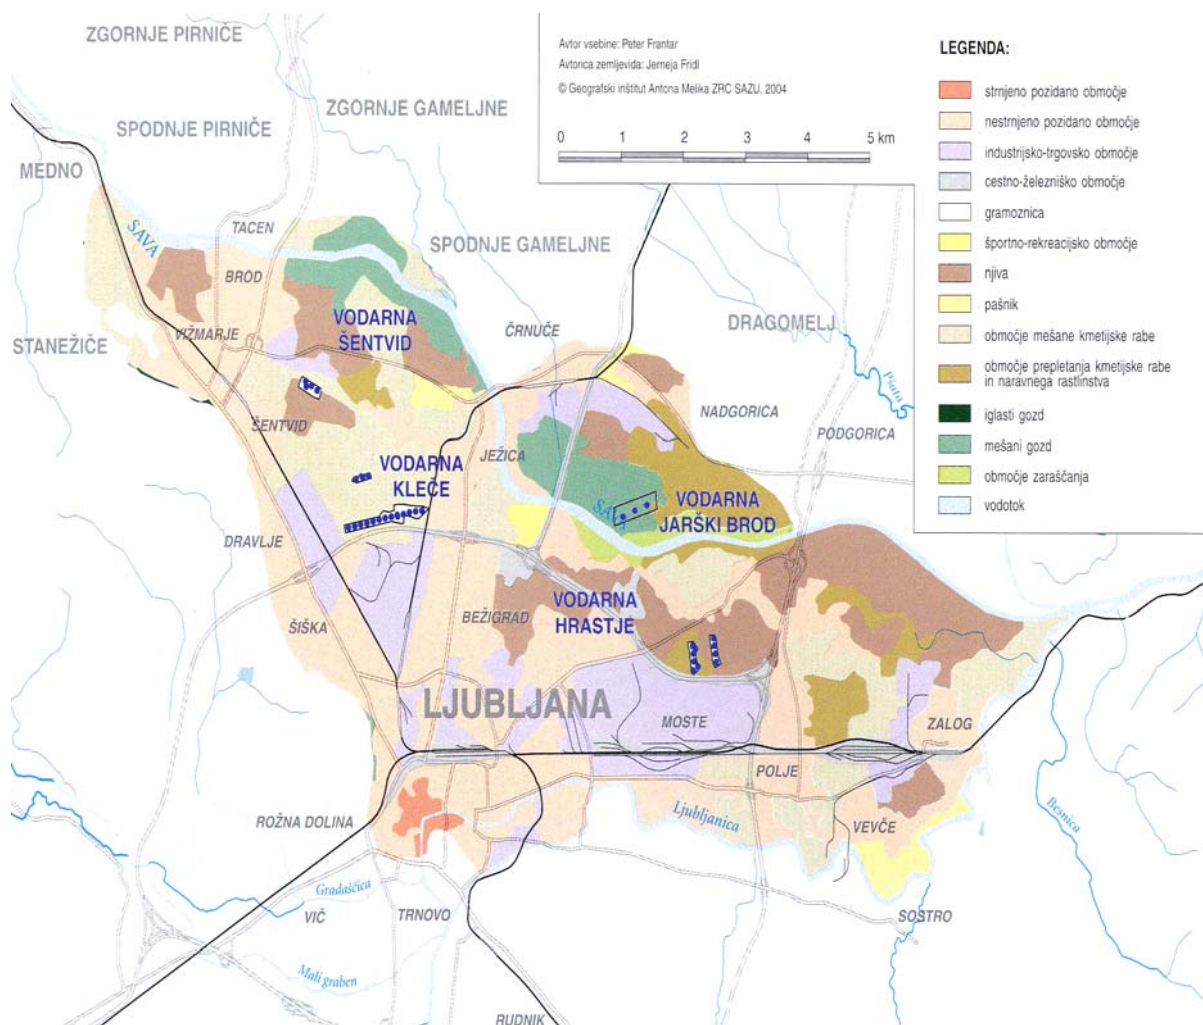 ZGORNJE PIRNIČE
ZGORNJE GAMELJNE
SPODNJE PIRNIČE
MEDNO
Avtor vsebine: Peter Frantar
Avtorica zemljevida: Jerneja Fridl
© Geografski inštitut Antona Melika ZRC SAZU, 2004
0 1 2 3 4 5 km
LEGENDA:
strnjeno pozidano območje
nestrnjeno pozidano območje
industrijsko-trgovsko območje
cestno-železniško območje
gramoznica
športno-rekreacijsko območje
njiva
pašnik
območje mešane kmetijske rabe
območje prepletanja kmetijske rabe
in naravnega rastlinstva
iglasti gozd
mešani gozd
območje zaraščanja
vodotok
SAVA
TACEN
SPODNJE GAMELJNE
BROD
VODARNA
ŠENTVID
ČRNUČE
DRAGOMELJ
VIŽMARJE
STANEŽIČE
Pšata
NADGORICA
ŠENTVID
PODGORICA
JEŽICA
VODARNA
KLEČE
SAVA
VODARNA
JARŠKI BROD
DRAVLJE
VODARNA
HRASTJE
BEŽIGRAD
ŠIŠKA
LJUBLJANA
MOSTE
ZALOG
POLJE
Ljubljanica
Besnica
ROŽNA DOLINA
VEVČE
Gradaščica
VIČ
TRNOVO
SOSTRO
Mali graben
RUDNIK